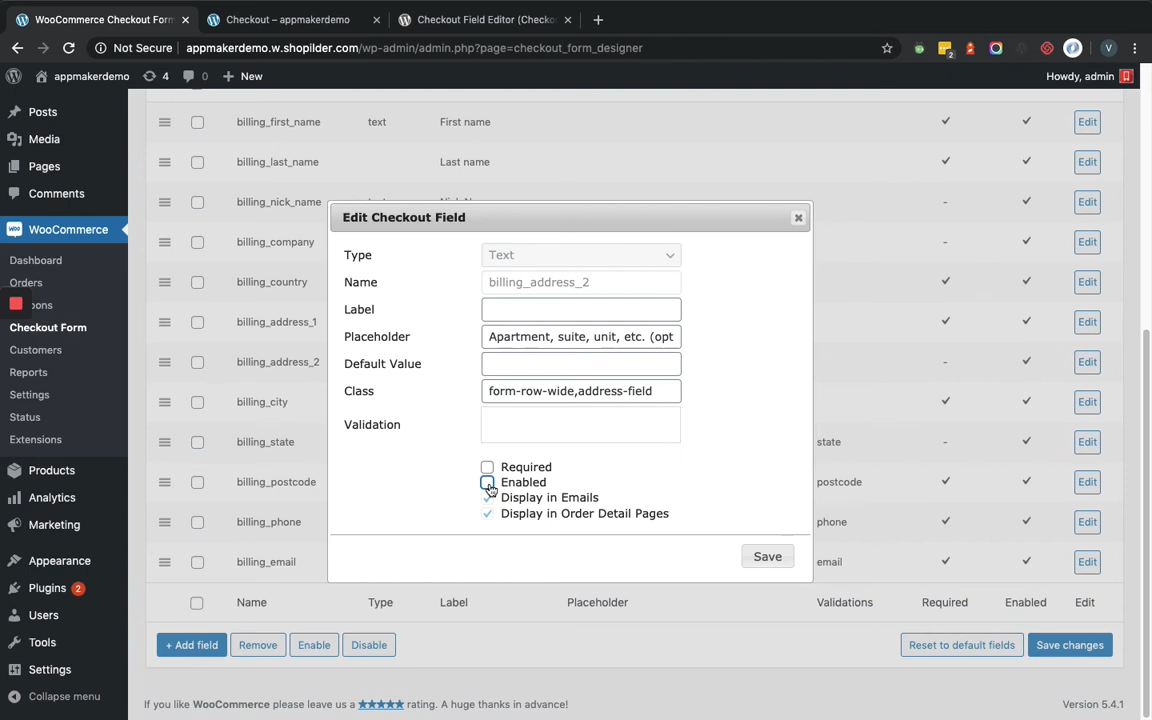 WooCommerce Checkout Form
Checkout – appmakerdemo
Checkout Field Editor (Checko
Not Secure
appmakerdemo.w.shopilder.com/wp-admin/admin.php?page=checkout_form_designer
2
V
appmakerdemo
4
0
New
Howdy, admin
Posts
Media
Pages
Comments
WooCommerce
Dashboard
Orders
pons
Checkout Form
Customers
Reports
Settings
Status
Extensions
Products
Analytics
Marketing
Appearance
Plugins 2
Users
Tools
Settings
Collapse menu
billing_first_name text First name Edit
billing_last_name Last name Edit
billing_nick_name - Edit
billing_company - Edit
billing_country Edit
billing_address_1 Edit
billing_address_2 - Edit
billing_city Edit
billing_state state - Edit
billing_postcode postcode Edit
billing_phone phone Edit
billing_email email Edit
Name Type Label Placeholder Validations Required Enabled Edit
+ Add field Remove Enable Disable Reset to default fields Save changes
Edit Checkout Field
Type Text
Name billing_address_2
Label
Placeholder Apartment, suite, unit, etc. (opt
Default Value
Class form-row-wide,address-field
Validation
Required
Enabled
Display in Emails
Display in Order Detail Pages
Save
If you like WooCommerce please leave us a ★★★★★ rating. A huge thanks in advance!
Version 5.4.1